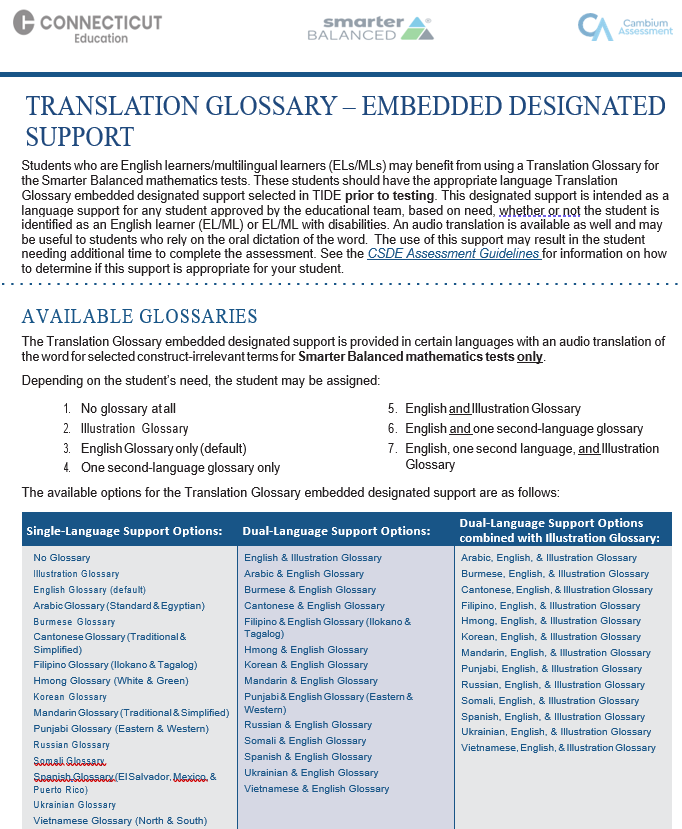 CONNECTICUT
Education
smarter
BALANCED
Cambium
Assessment
TRANSLATION GLOSSARY – EMBEDDED DESIGNATED
SUPPORT
Students who are English learners/multilingual learners (ELs/MLs) may benefit from using a Translation Glossary for
the Smarter Balanced mathematics tests. These students should have the appropriate language Translation
Glossary embedded designated support selected in TIDE prior to testing. This designated support is intended as a
language support for any student approved by the educational team, based on need, whether or not the student is
identified as an English learner (EL/ML) or EL/ML with disabilities. An audio translation is available as well and may
be useful to students who rely on the oral dictation of the word. The use of this support may result in the student
needing additional time to complete the assessment. See the CSDE Assessment Guidelines for information on how
to determine if this support is appropriate for your student.
AVAILABLE GLOSSARIES
The Translation Glossary embedded designated support is provided in certain languages with an audio translation of
the word for selected construct-irrelevant terms for Smarter Balanced mathematics tests only.
Depending on the student's need, the student may be assigned:
1. No glossary at all
2. Illustration Glossary
3. English Glossary only (default)
4. One second-language glossary only
5. English and Illustration Glossary
6. English and one second-language glossary
7. English, one second language, and Illustration
Glossary
The available options for the Translation Glossary embedded designated support are as follows:
Single-Language Support Options:
No Glossary
Illustration Glossary
English Glossary (default)
Arabic Glossary (Standard & Egyptian)
Burmese Glossary
Cantonese Glossary (Traditional &
Simplified)
Filipino Glossary (Ilokano & Tagalog)
Hmong Glossary (White & Green)
Korean Glossary
Mandarin Glossary (Traditional & Simplified)
Punjabi Glossary (Eastern & Western)
Russian Glossary
Somali Glossary
Spanish Glossary (El Salvador, Mexico, &
Puerto Rico)
Ukrainian Glossary
Vietnamese Glossary (North & South)
Dual-Language Support Options:
English & Illustration Glossary
Arabic & English Glossary
Burmese & English Glossary
Cantonese & English Glossary
Filipino & English Glossary (Ilokano &
Tagalog)
Hmong & English Glossary
Korean & English Glossary
Mandarin & English Glossary
Punjabi & English Glossary (Eastern &
Western)
Russian & English Glossary
Somali & English Glossary
Spanish & English Glossary
Ukrainian & English Glossary
Vietnamese & English Glossary
Dual-Language Support Options
combined with Illustration Glossary:
Arabic, English, & Illustration Glossary
Burmese, English, & Illustration Glossary
Cantonese, English, & Illustration Glossary
Filipino, English, & Illustration Glossary
Hmong, English, & Illustration Glossary
Korean, English, & Illustration Glossary
Mandarin, English, & Illustration Glossary
Punjabi, English, & Illustration Glossary
Russian, English, & Illustration Glossary
Somali, English, & Illustration Glossary
Spanish, English, & Illustration Glossary
Ukrainian, English, & Illustration Glossary
Vietnamese, English, & Illustration Glossary